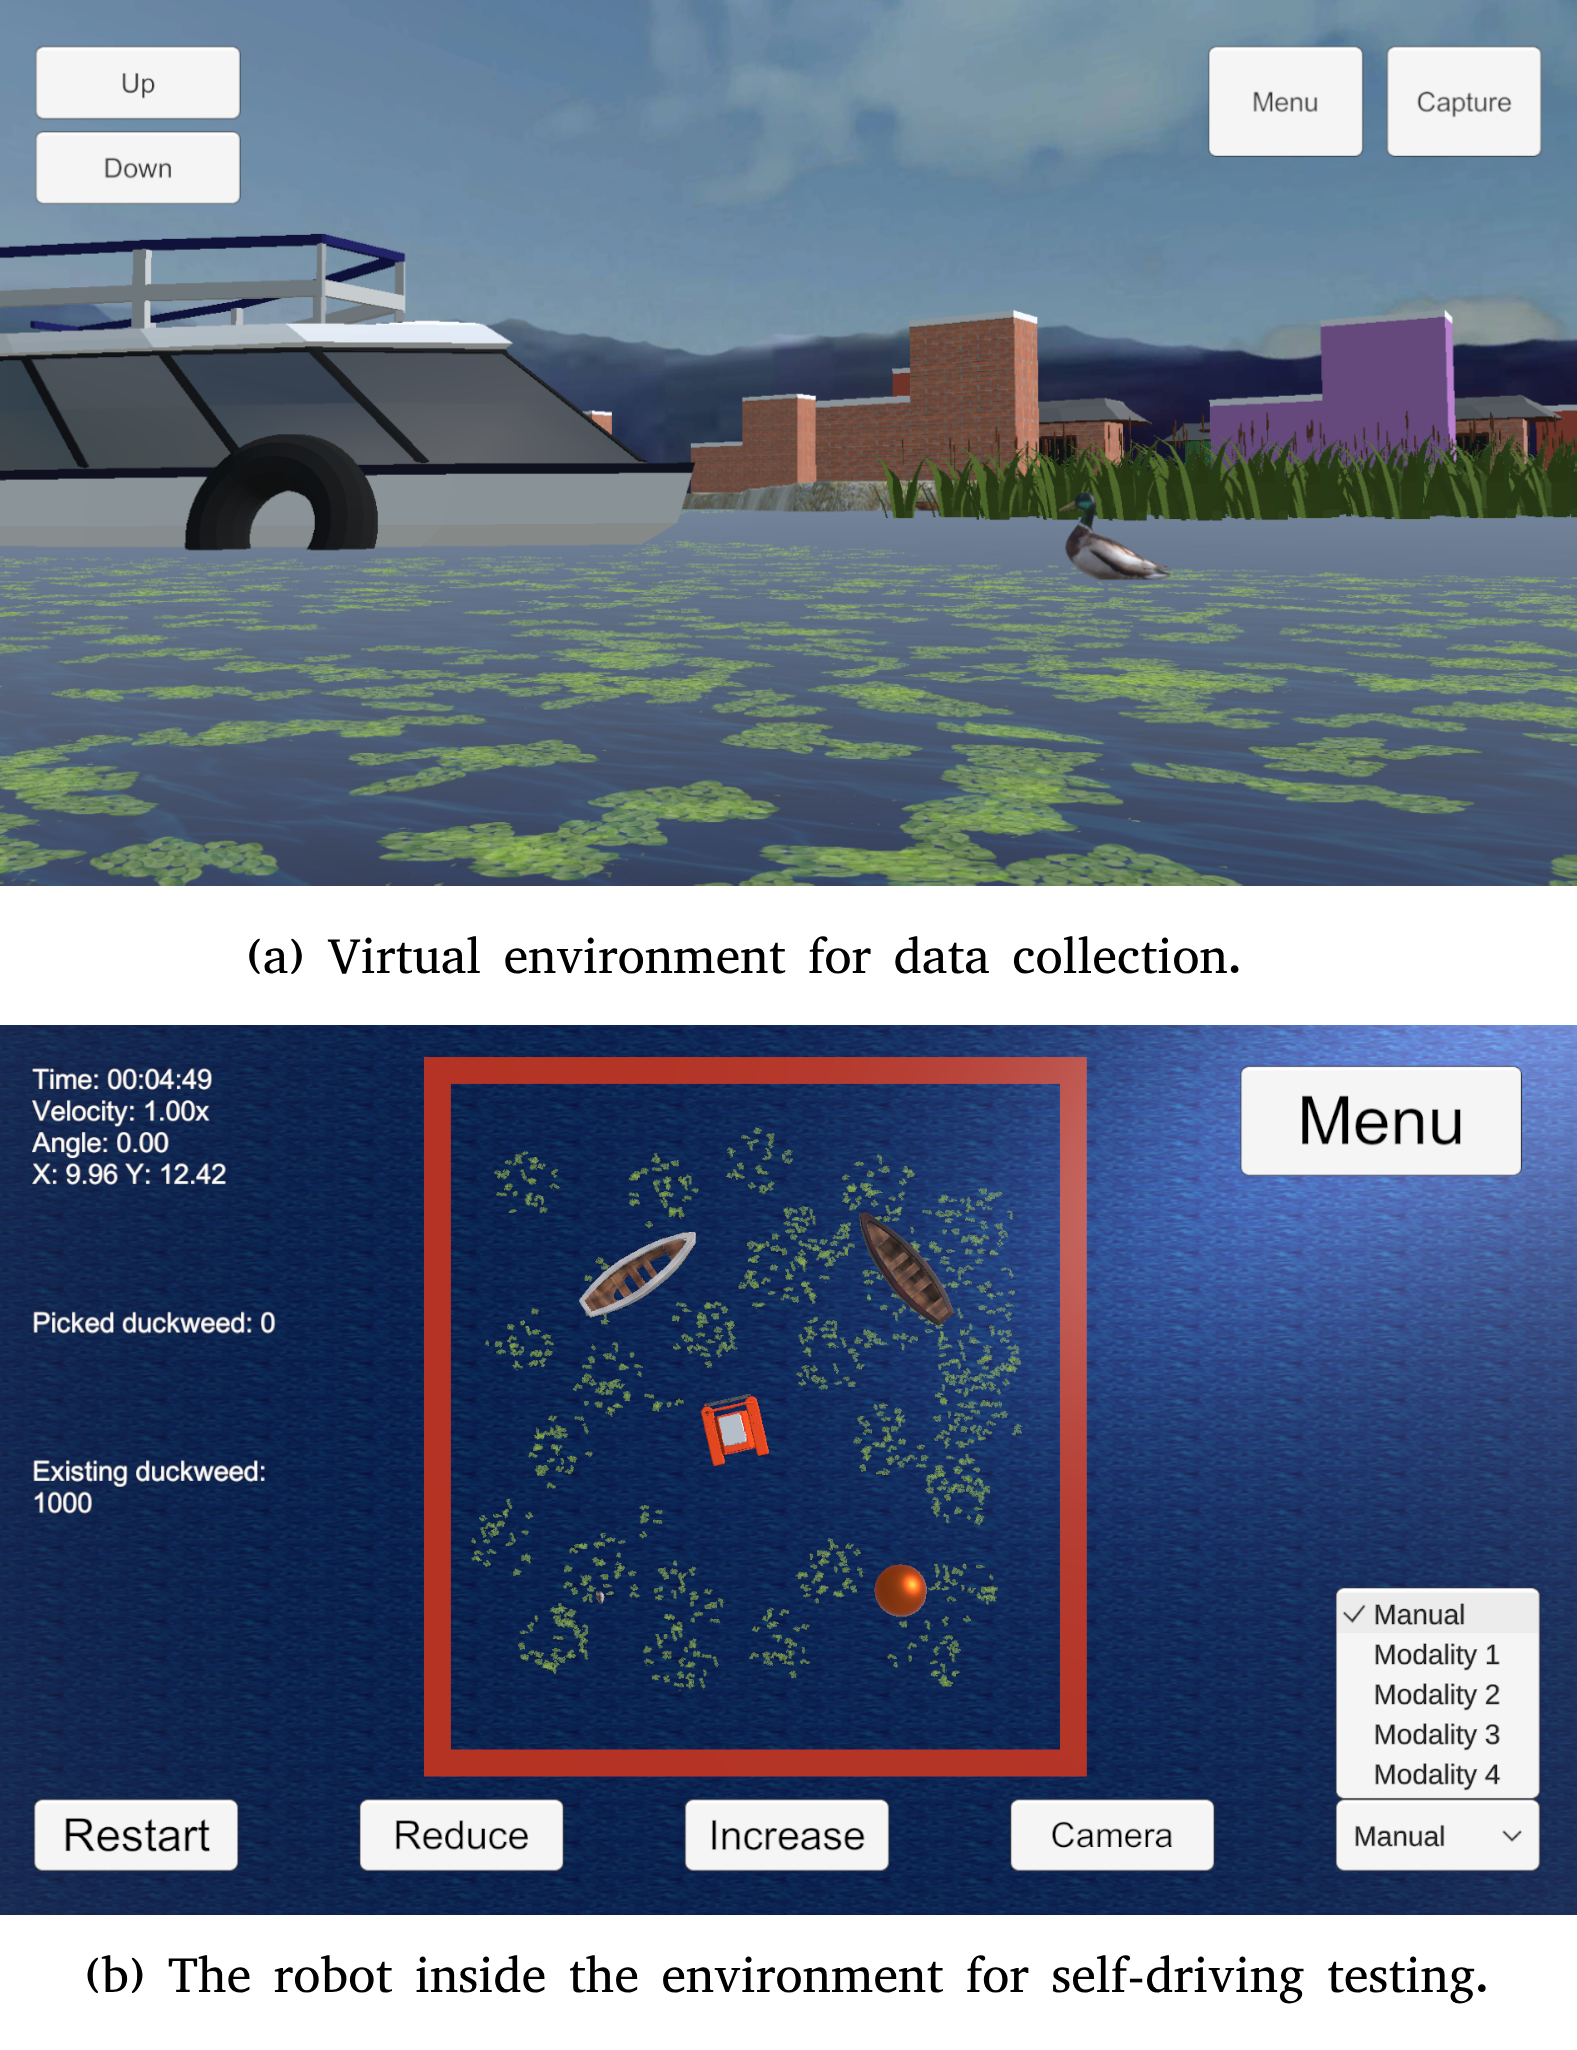 Up
Menu
Capture
Down
(a) Virtual environment for data collection.
Time: 00:04:49
Velocity: 1.00x
Angle: 0.00
X: 9.96 Y: 12.42
Menu
Picked duckweed: 0
Existing duckweed:
1000
Manual
Modality 1
Modality 2
Modality 3
Modality 4
Restart
Reduce
Increase
Camera
Manual
(b) The robot inside the environment for self-driving testing.